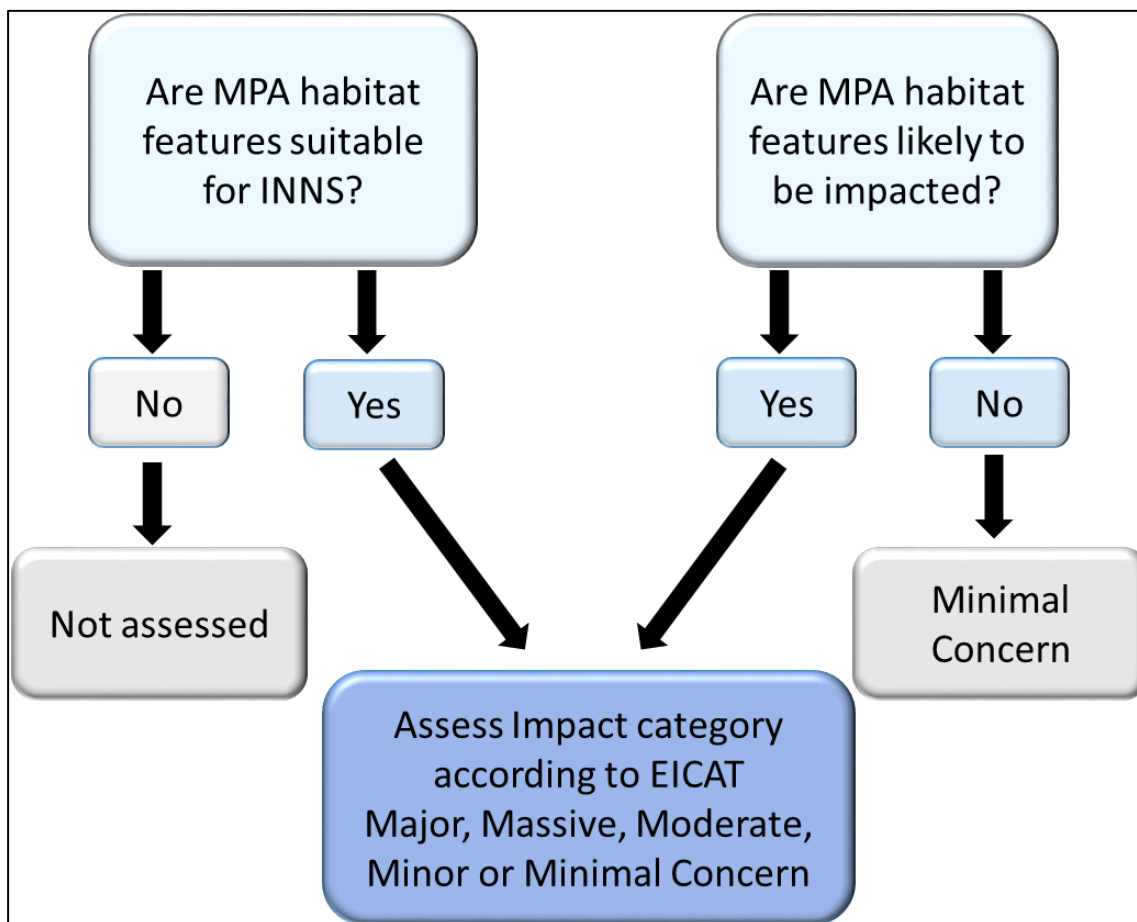 Are MPA habitat
features suitable
for INNS?
Are MPA habitat
features likely to
be impacted?
No
Yes
Yes
No
Not assessed
Minimal
Concern
Assess Impact category
according to EICAT
Major, Massive, Moderate,
Minor or Minimal Concern